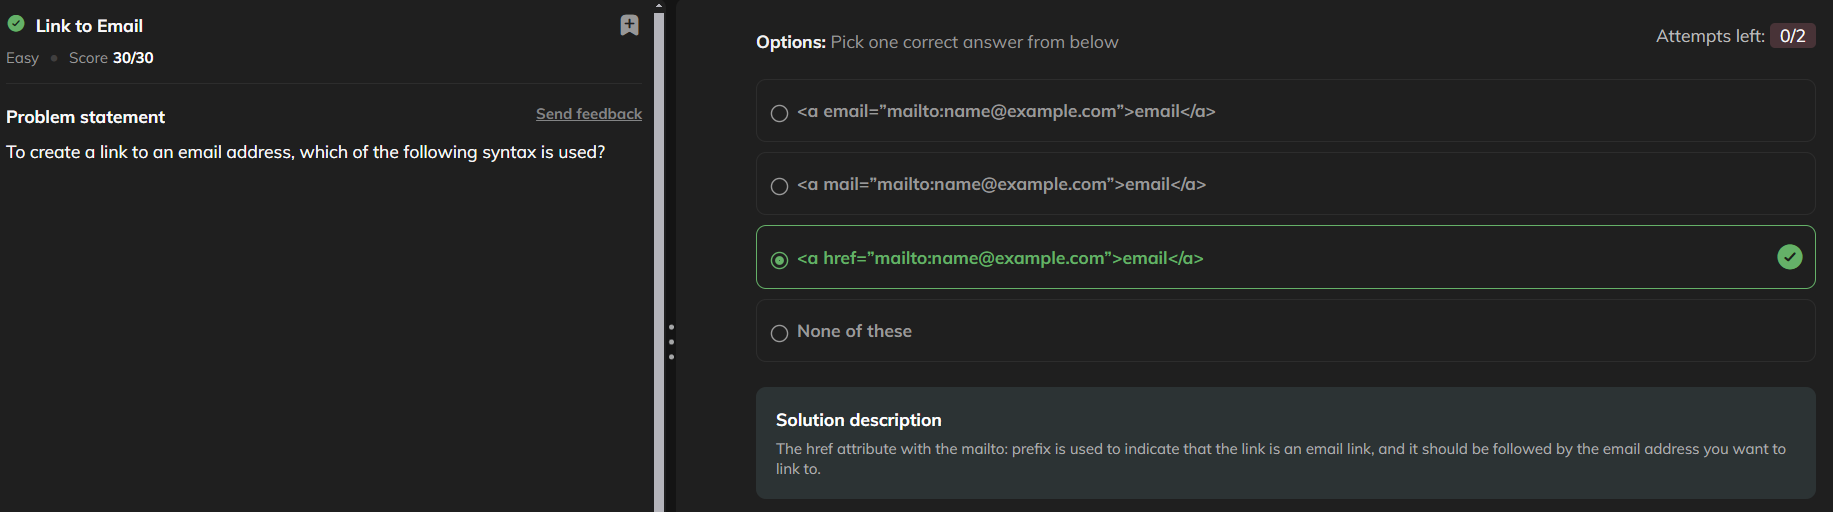 Link to Email
Easy • Score 30/30
Problem statement
Send feedback
To create a link to an email address, which of the following syntax is used?
Options: Pick one correct answer from below
Attempts left: 0/2
<a email=”mailto:name@example.com”>email</a>
<a mail=”mailto:name@example.com”>email</a>
<a href=”mailto:name@example.com”>email</a>
None of these
Solution description
The href attribute with the mailto: prefix is used to indicate that the link is an email link, and it should be followed by the email address you want to
link to.